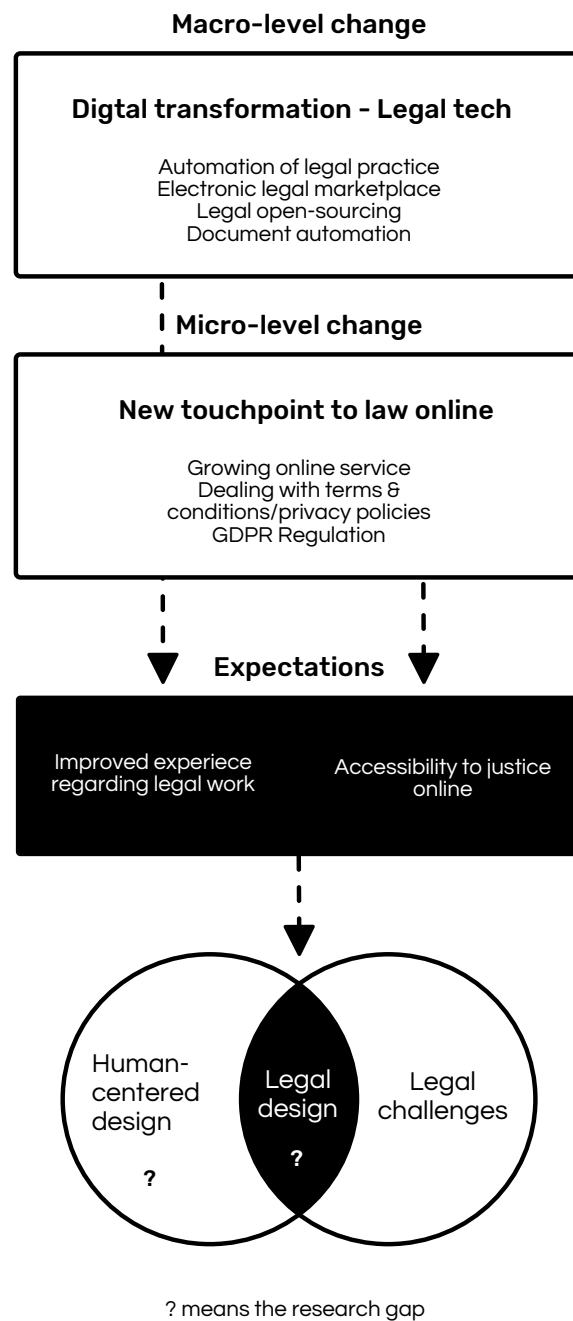 Macro-level change
Digtal transformation - Legal tech
Automation of legal practice
Electronic legal marketplace
Legal open-sourcing
Document automation
Micro-level change
New touchpoint to law online
Growing online service
Dealing with terms &
conditions/privacy policies
GDPR Regulation
Expectations
Improved experiece
regarding legal work
Accessibility to justice
online
Human-
centered
design
?
Legal
design
?
Legal
challenges
? means the research gap